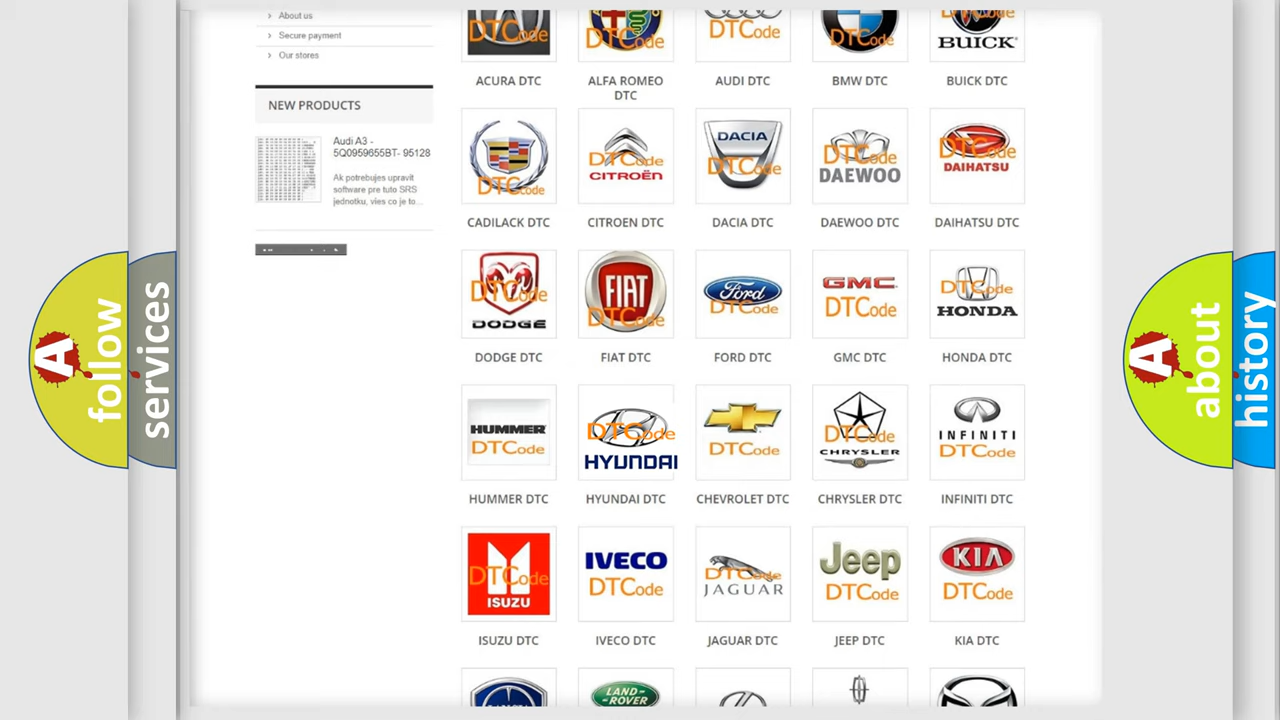 About us
Secure payment
Our stores
NEW PRODUCTS
Audi A3 -
5Q0959655BT- 95128
Ak potrebujes upravit
software pre tuto SRS
jednotku, vies co je to...
DTCode
DTCode
DTCode
DTCode
BUICK
ACURA DTC
ALFA ROMEO
DTC
AUDI DTC
BMW DTC
BUICK DTC
DTCode
DTCode
CITROËN
DACIA
DTCode
DTCode
DAEWOO
DTCode
DAIHATSU
CADILACK DTC
CITROEN DTC
DACIA DTC
DAEWOO DTC
DAIHATSU DTC
DTCode
DODGE
FIAT
DTCode
Ford
DTCode
GMC
DTCode
DTCode
HONDA
DODGE DTC
FIAT DTC
FORD DTC
GMC DTC
HONDA DTC
HUMMER
DTCode
DTCode
HYUNDAI
DTCode
DTCode
CHRYSLER
INFINITI
DTCode
HUMMER DTC
HYUNDAI DTC
CHEVROLET DTC
CHRYSLER DTC
INFINITI DTC
DTCode
ISUZU
IVECO
DTCode
DTCode
JAGUAR
Jeep
DTCode
KIA
DTCode
ISUZU DTC
IVECO DTC
JAGUAR DTC
JEEP DTC
KIA DTC
LAND-
ROVER
A
follow
services
A
about
history